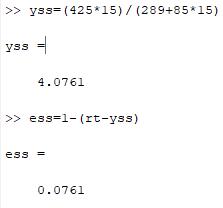 >> yss=(425*15)/(289+85*15)
yss =
4.0761
>> ess=1-(rt-yss)
ess =
0.0761